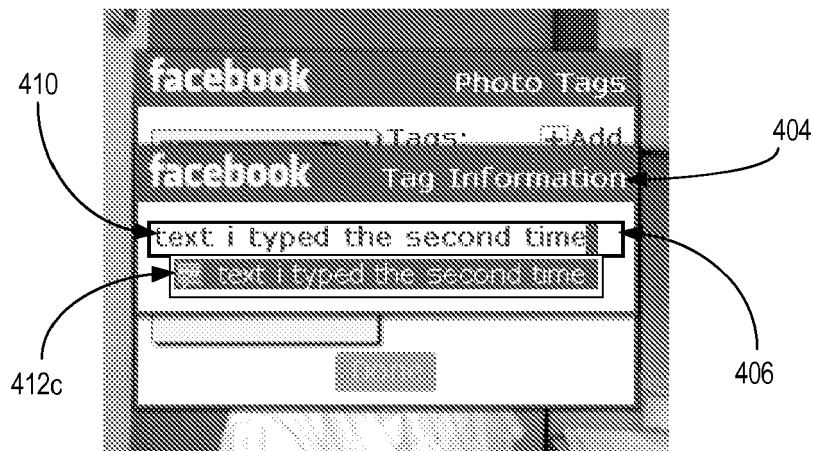 facebook Photo Tags
410
Tags: +Add
404
facebook Tag Information
text i typed the second time
text i typed the second time
412c
406